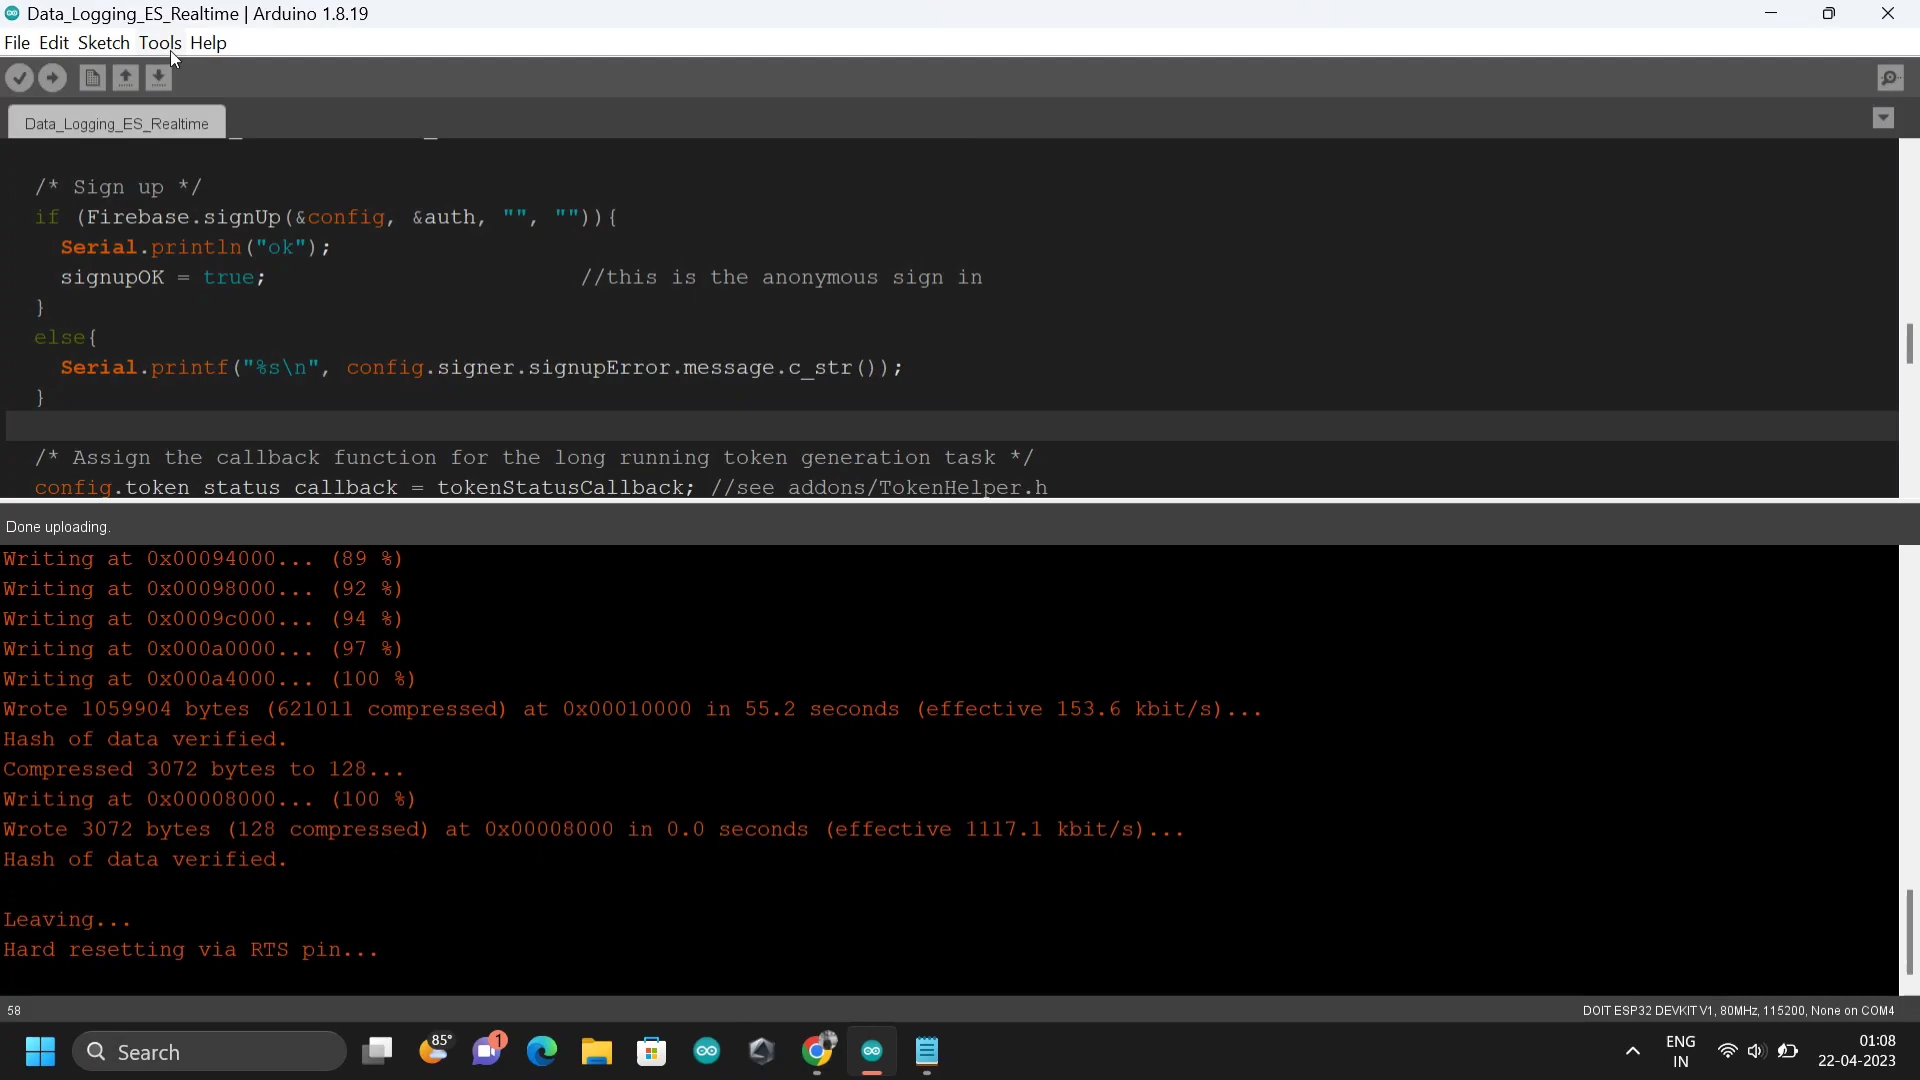 Data_Logging_ES_Realtime | Arduino 1.8.19
File Edit Sketch Tools Help
Data_Logging_ES_Realtime
/* Sign up */
if (Firebase.signUp(&config, &auth, "", "")){
Serial.println("ok");
signupOK = true; //this is the anonymous sign in
}
else{
Serial.printf("%s\n", config.signer.signupError.message.c_str());
}
/* Assign the callback function for the long running token generation task */
config.token_status_callback = tokenStatusCallback; //see addons/TokenHelper.h
Done uploading.
Writing at 0x00094000... (89 %)
Writing at 0x00098000... (92 %)
Writing at 0x0009c000... (94 %)
Writing at 0x000a0000... (97 %)
Writing at 0x000a4000... (100 %)
Wrote 1059904 bytes (621011 compressed) at 0x00010000 in 55.2 seconds (effective 153.6 kbit/s)...
Hash of data verified.
Compressed 3072 bytes to 128...
Writing at 0x00008000... (100 %)
Wrote 3072 bytes (128 compressed) at 0x00008000 in 0.0 seconds (effective 1117.1 kbit/s)...
Hash of data verified.
Leaving...
Hard resetting via RTS pin...
58
DOIT ESP32 DEVKIT V1, 80MHz, 115200, None on COM4
Search
85°
1
ENG
IN
01:08
22-04-2023